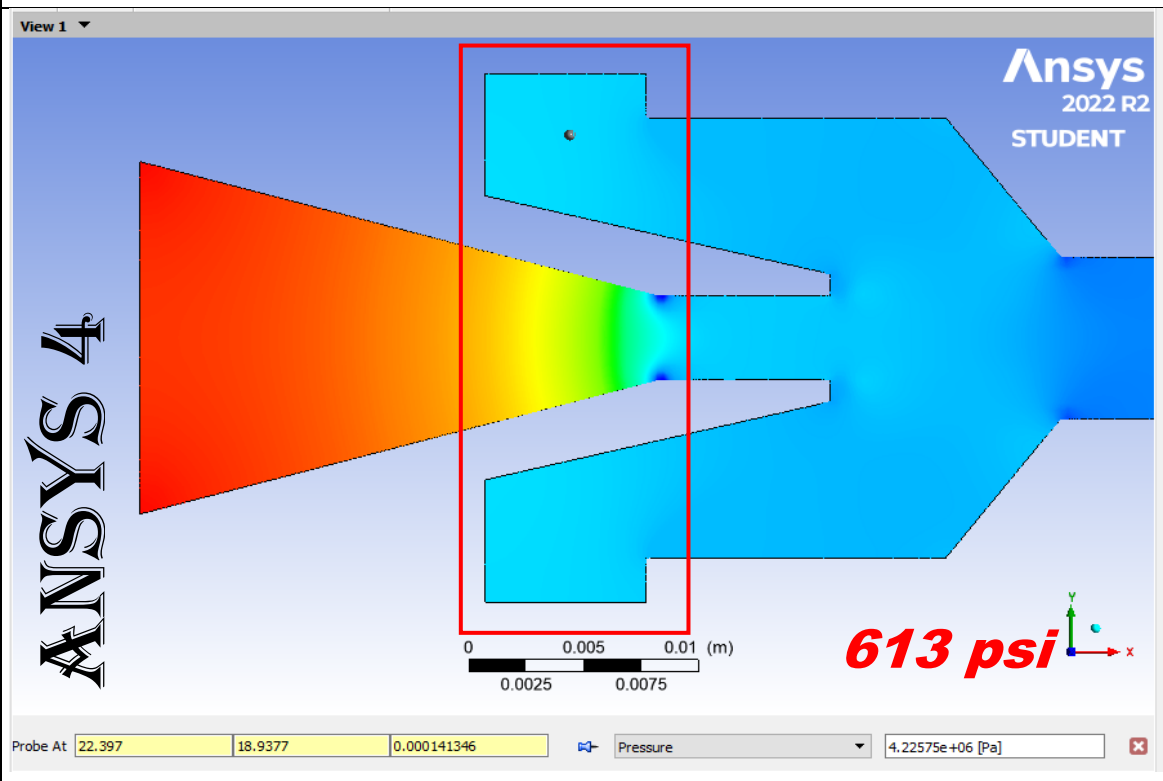 View 1
Ansys
2022 R2
STUDENT
ANSYS 4
0 0.005 0.01 (m)
0.0025 0.0075
613 psi
Y
X
Probe At 22.397 18.9377 0.000141346 Pressure 4.22575e+06 [Pa]